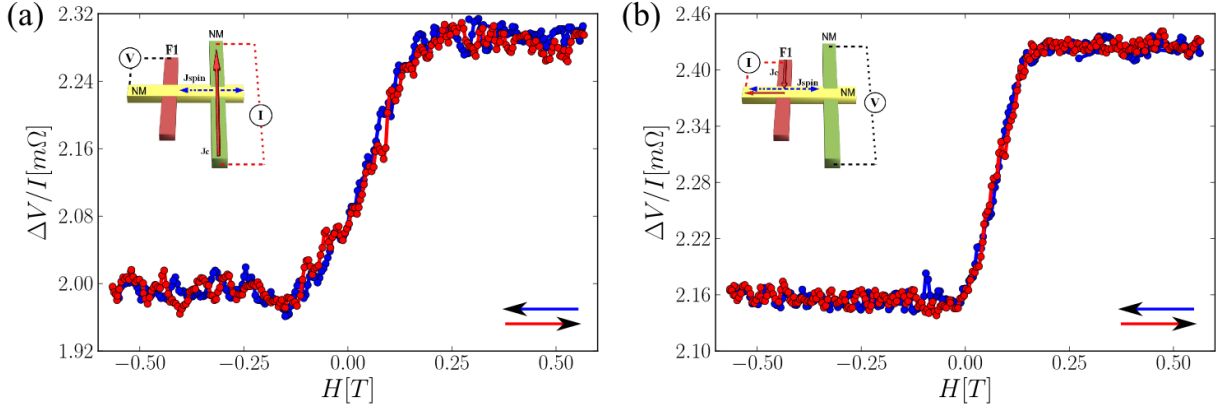 (a)
2.32
2.24
2.16
2.08
2.00
1.92
ΔV/I[mΩ]
−0.50
−0.25
0.00
0.25
0.50
H[T]
V
F1
NM
NM
Jspin
I
Jc
(b)
2.46
2.40
2.34
2.28
2.22
2.16
2.10
ΔV/I[mΩ]
−0.50
−0.25
0.00
0.25
0.50
H[T]
I
F1
NM
Jc
Jspin
NM
V